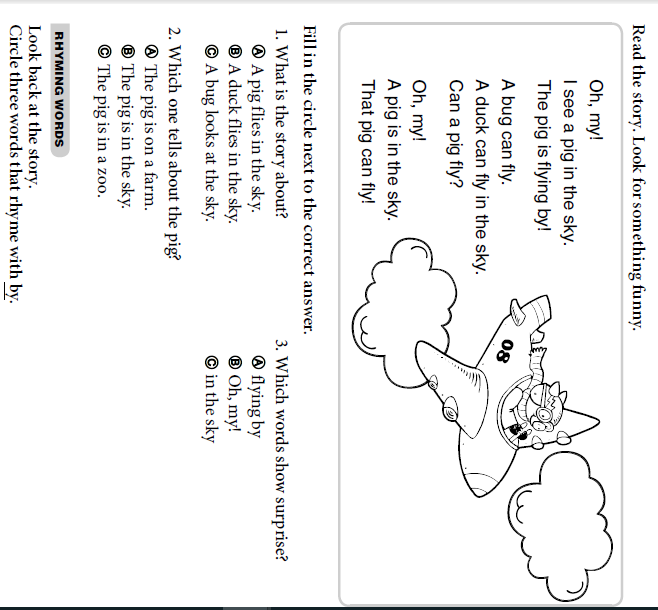 Read the story. Look for something funny.
Oh, my!
I see a pig in the sky.
The pig is flying by!
A bug can fly.
A duck can fly in the sky.
Can a pig fly?
Oh, my!
A pig is in the sky.
That pig can fly!
08
Fill in the circle next to the correct answer.
1. What is the story about?
Ⓐ A pig flies in the sky.
Ⓑ A duck flies in the sky.
Ⓒ A bug looks at the sky.
2. Which one tells about the pig?
Ⓐ The pig is on a farm.
Ⓑ The pig is in the sky.
Ⓒ The pig is in a zoo.
3. Which words show surprise?
Ⓐ flying by
Ⓑ Oh, my!
Ⓒ in the sky
RHYMING WORDS
Look back at the story.
Circle three words that rhyme with by.